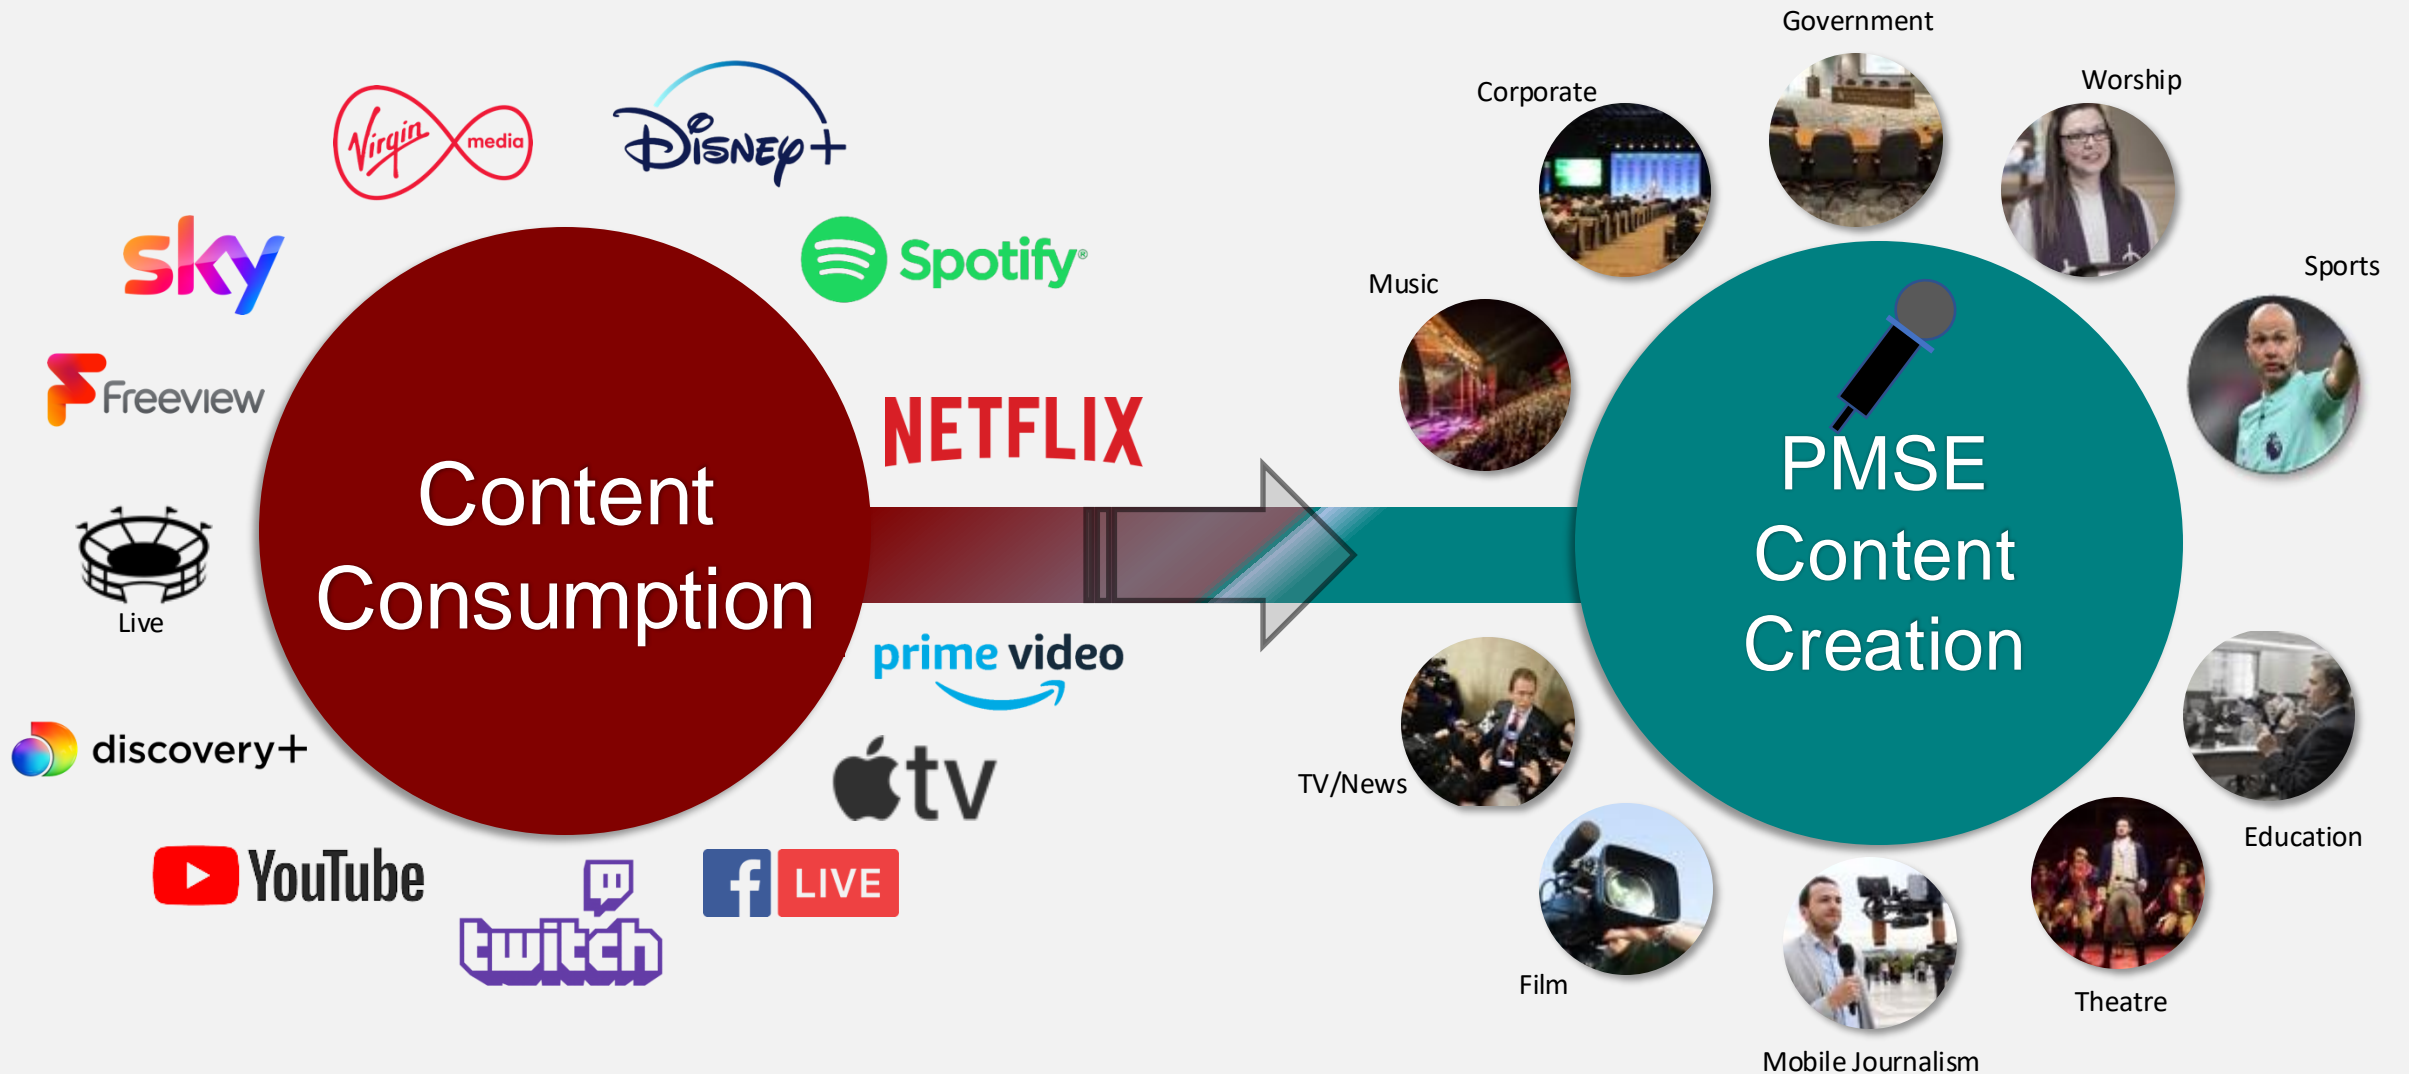 Government
Corporate
Worship
Virgin media
Disney+
sky
Spotify®
Sports
Music
Freeview
NETFLIX
Content
Consumption
PMSE
Content
Creation
Live
prime video
discovery+
tv
TV/News
Education
YouTube
f LIVE
twitch
Film
Theatre
Mobile Journalism